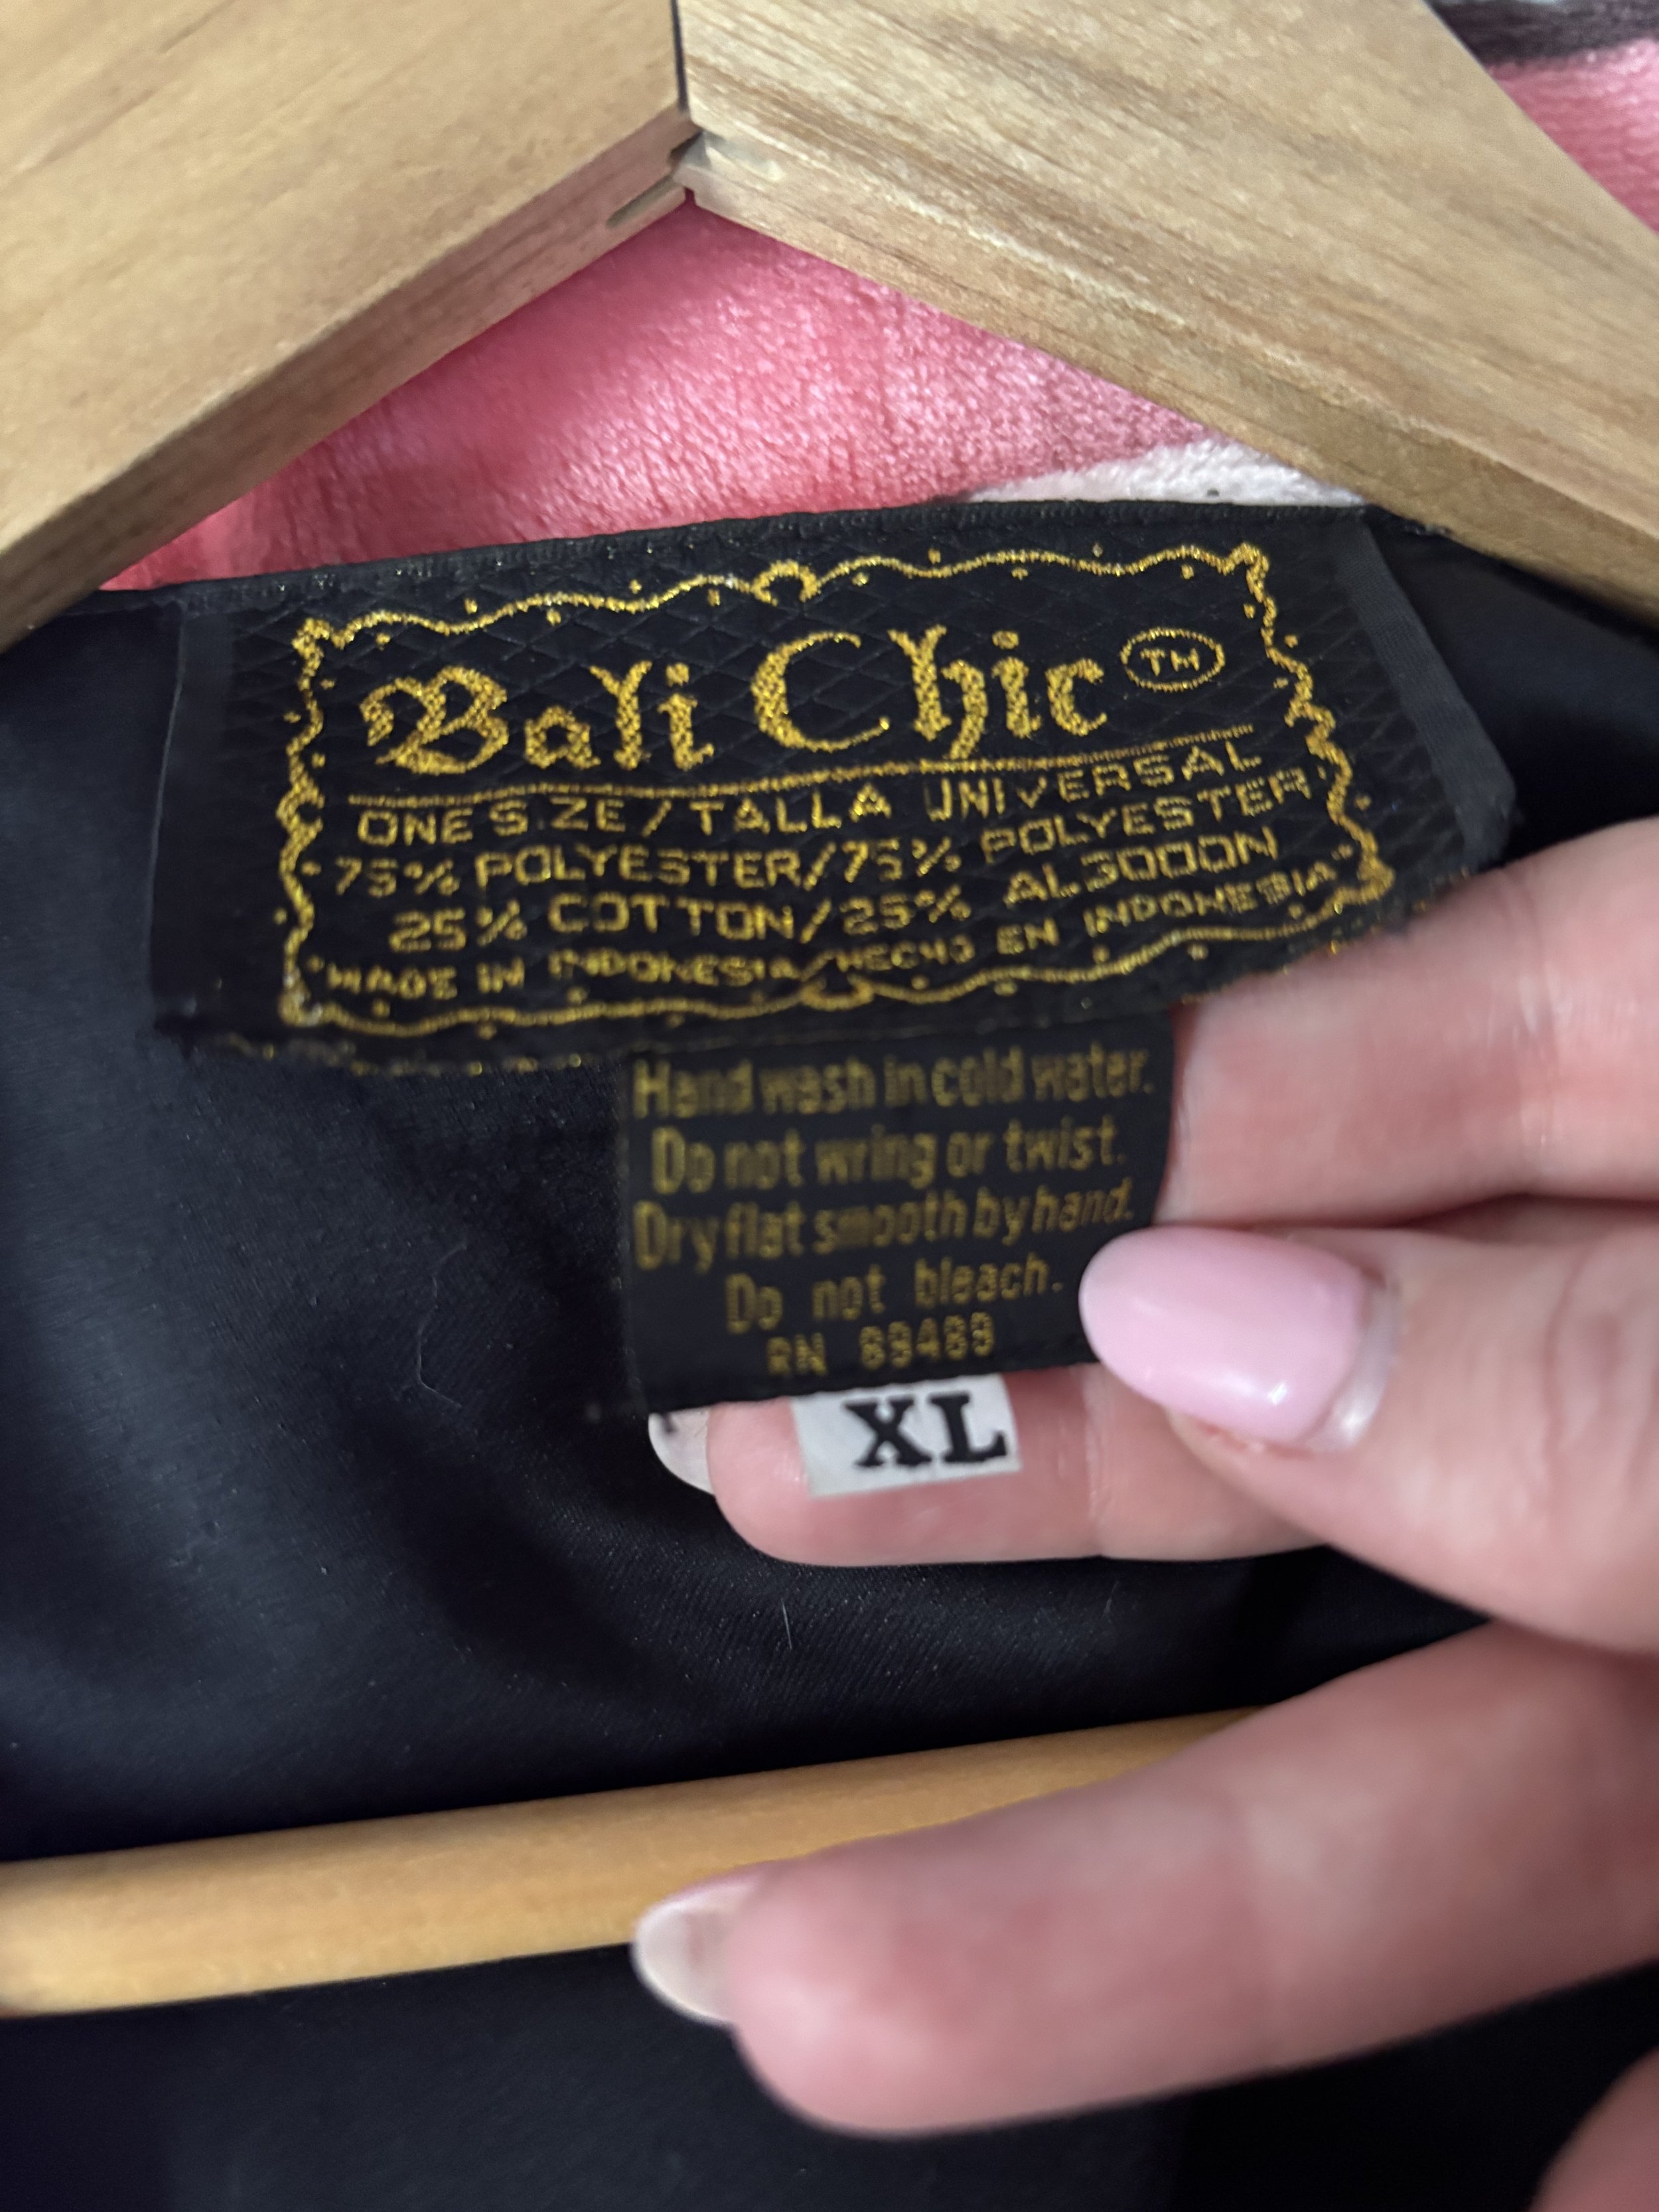 Bali Chic TM
ONE SIZE/TALLA UNIVERSAL
75% POLYESTER/75% POLYESTER
25% COTTON/25% ALGODON
"MADE IN INDONESIA/HECHO EN INDONESIA"
Hand wash in cold water.
Do not wring or twist.
Dry flat smooth by hand.
Do not bleach.
RN
XL